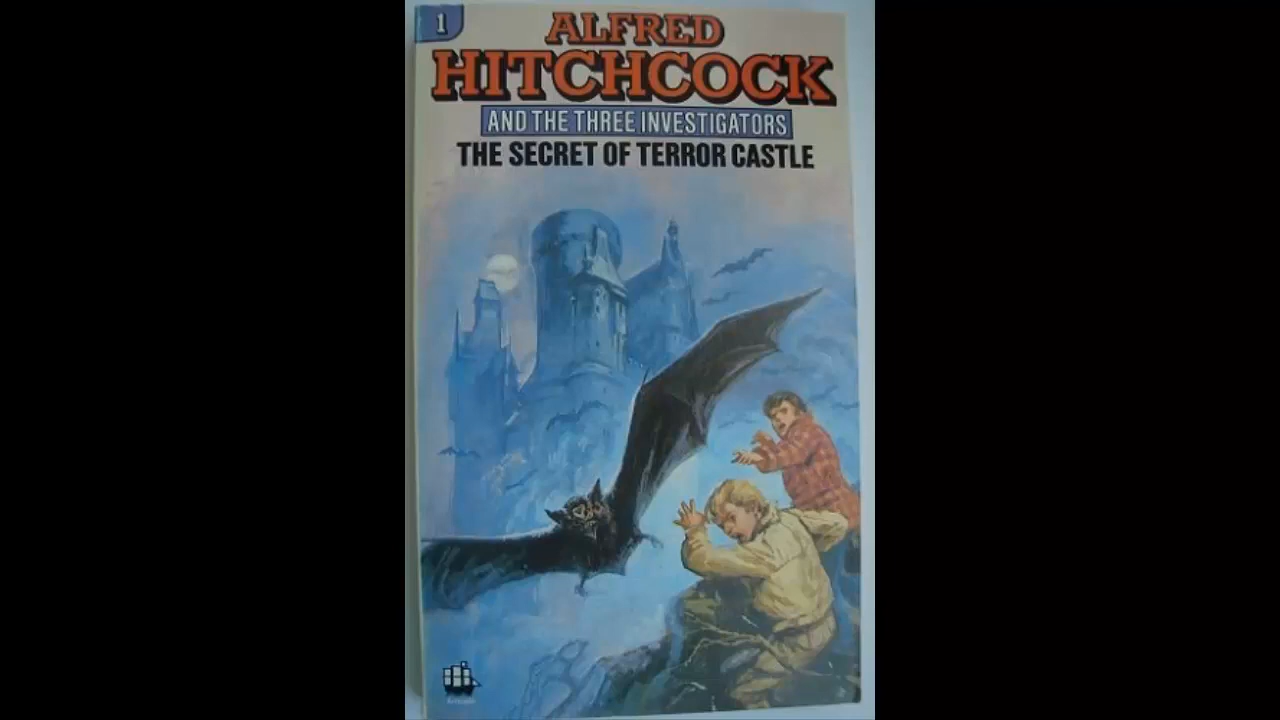 1
ALFRED
HITCHCOCK
AND THE THREE INVESTIGATORS
THE SECRET OF TERROR CASTLE